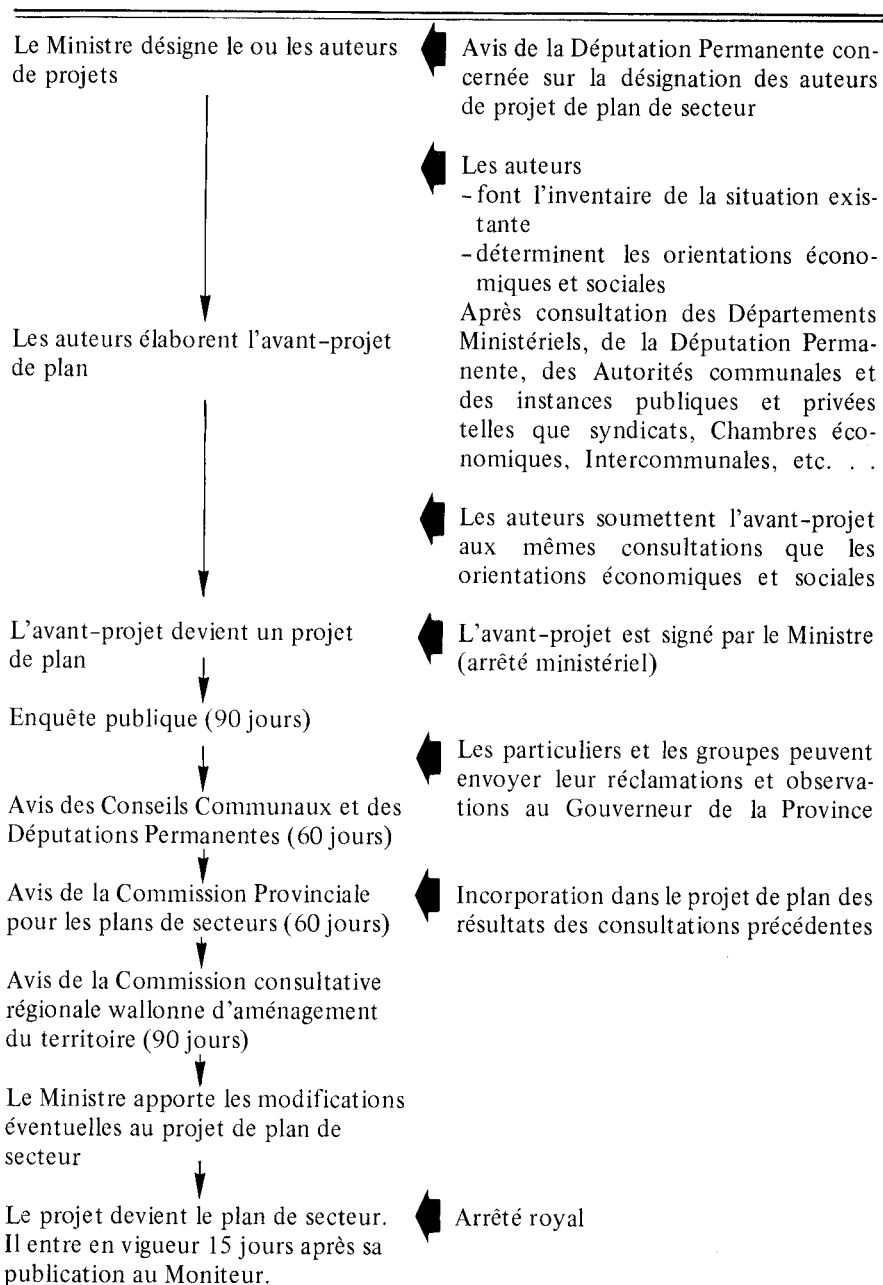 Le Ministre désigne le ou les auteurs
de projets
Avis de la Députation Permanente con-
cernée sur la désignation des auteurs
de projet de plan de secteur
Les auteurs
-font l'inventaire de la situation exis-
tante
-déterminent les orientations écono-
miques et sociales
Après consultation des Départements
Ministériels, de la Députation Perma-
nente, des Autorités communales et
des instances publiques et privées
telles que syndicats, Chambres éco-
nomiques, Intercommunales, etc. . .
Les auteurs élaborent l'avant-projet
de plan
Les auteurs soumettent l'avant-projet
aux mêmes consultations que les
orientations économiques et sociales
L'avant-projet devient un projet
de plan
L'avant-projet est signé par le Ministre
(arrêté ministériel)
Enquête publique (90 jours)
Les particuliers et les groupes peuvent
envoyer leur réclamations et observa-
tions au Gouverneur de la Province
Avis des Conseils Communaux et des
Députations Permanentes (60 jours)
Avis de la Commission Provinciale
pour les plans de secteurs (60 jours)
Incorporation dans le projet de plan des
résultats des consultations précédentes
Avis de la Commission consultative
régionale wallonne d'aménagement
du territoire (90 jours)
Le Ministre apporte les modifications
éventuelles au projet de plan de
secteur
Le projet devient le plan de secteur.
Il entre en vigueur 15 jours après sa
publication au Moniteur.
Arrêté royal